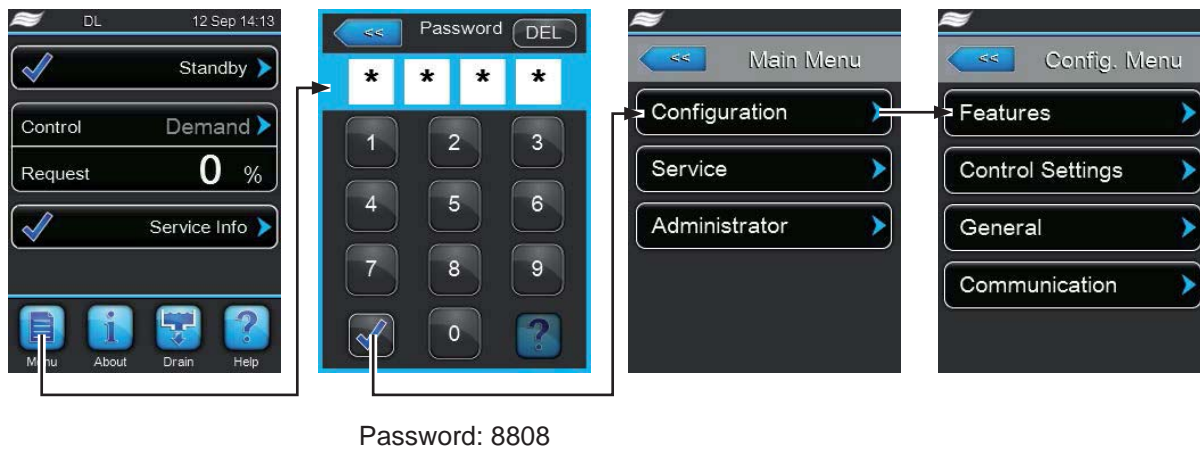 DL 12 Sep 14:13
Standby
Control Demand
Request 0 %
Service Info
Menu About Drain Help
<< Password DEL
* * * *
1 2 3
4 5 6
7 8 9
0 ?
Password: 8808
<< Main Menu
Configuration
Service
Administrator
<< Config. Menu
Features
Control Settings
General
Communication